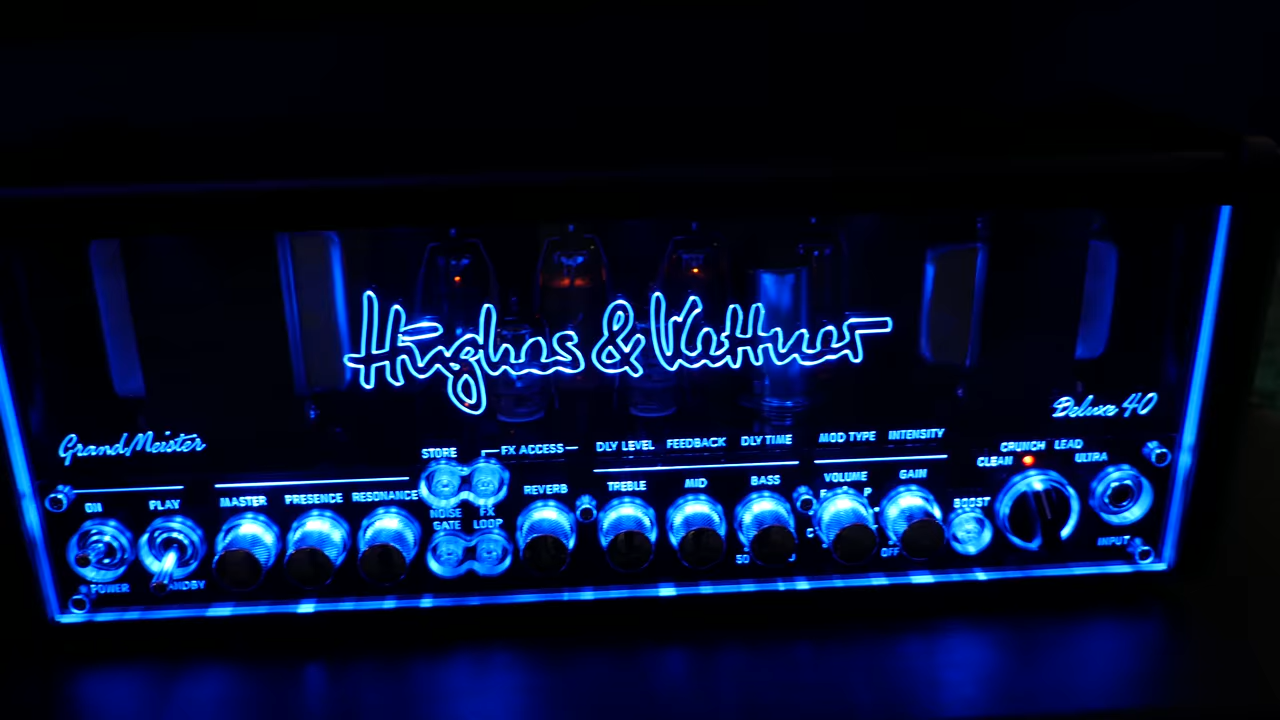 Hughes & Kettner
GrandMeister
Deluxe 40
STORE
FX ACCESS
DLY LEVEL FEEDBACK DLY TIME
MOD TYPE INTENSITY
CRUNCH LEAD
CLEAN ULTRA
ON PLAY
MASTER PRESENCE RESONANCE
REVERB TREBLE MID BASS
VOLUME GAIN
BOOST
NOISE GATE
FX LOOP
POWER
OFF
INPUT